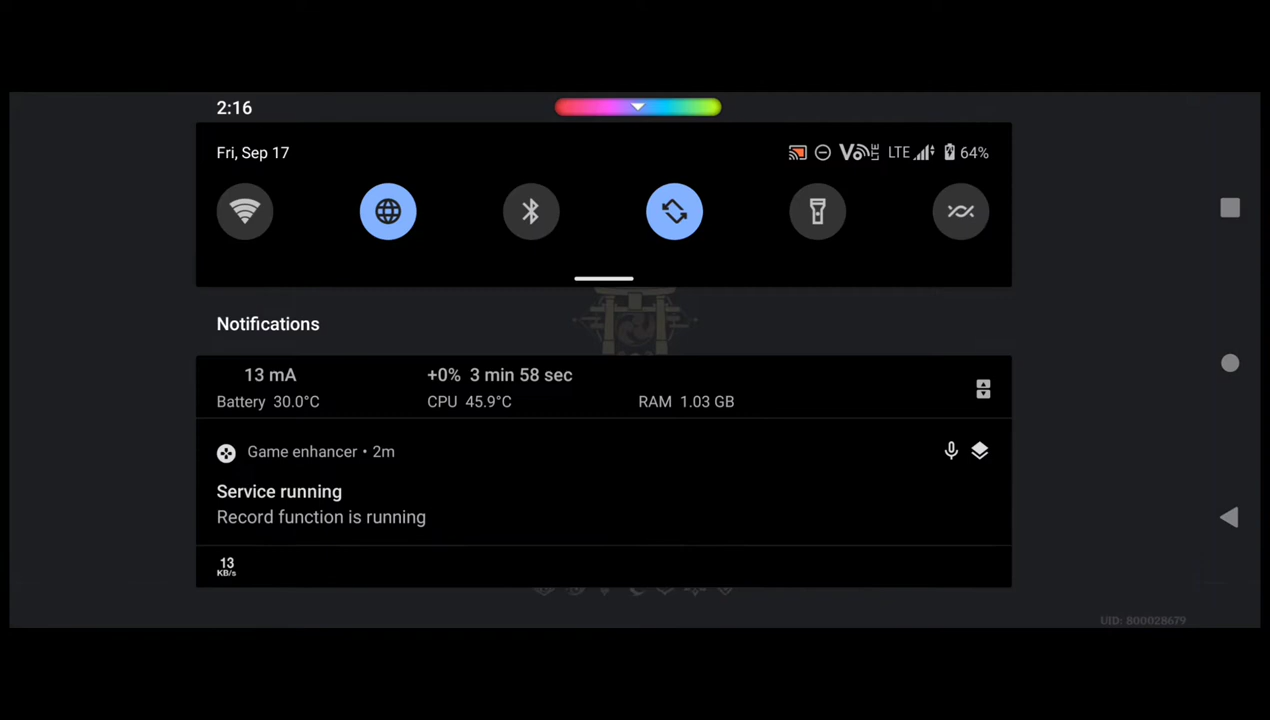 2:16
Fri, Sep 17
VoLTE LTE 64%
Notifications
13 mA +0% 3 min 58 sec
Battery 30.0°C CPU 45.9°C RAM 1.03 GB
Game enhancer • 2m
Service running
Record function is running
13
KB/s
UID: 800028679